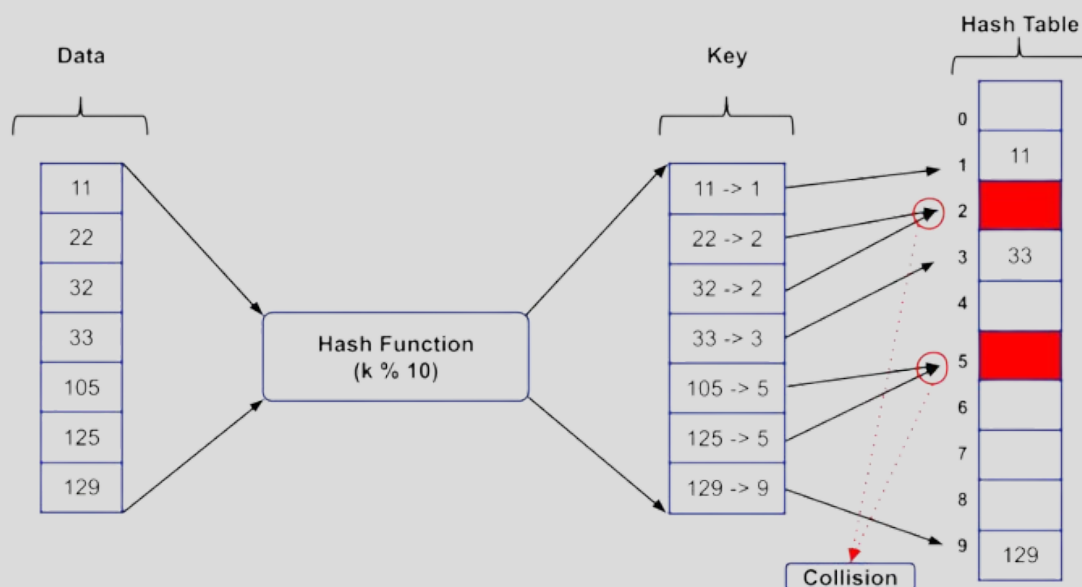 Data
Key
Hash Table
11
22
32
33
105
125
129
Hash Function
(k % 10)
11 -> 1
22 -> 2
32 -> 2
33 -> 3
105 -> 5
125 -> 5
129 -> 9
0
1
11
2
3
33
4
5
6
7
8
9
129
Collision